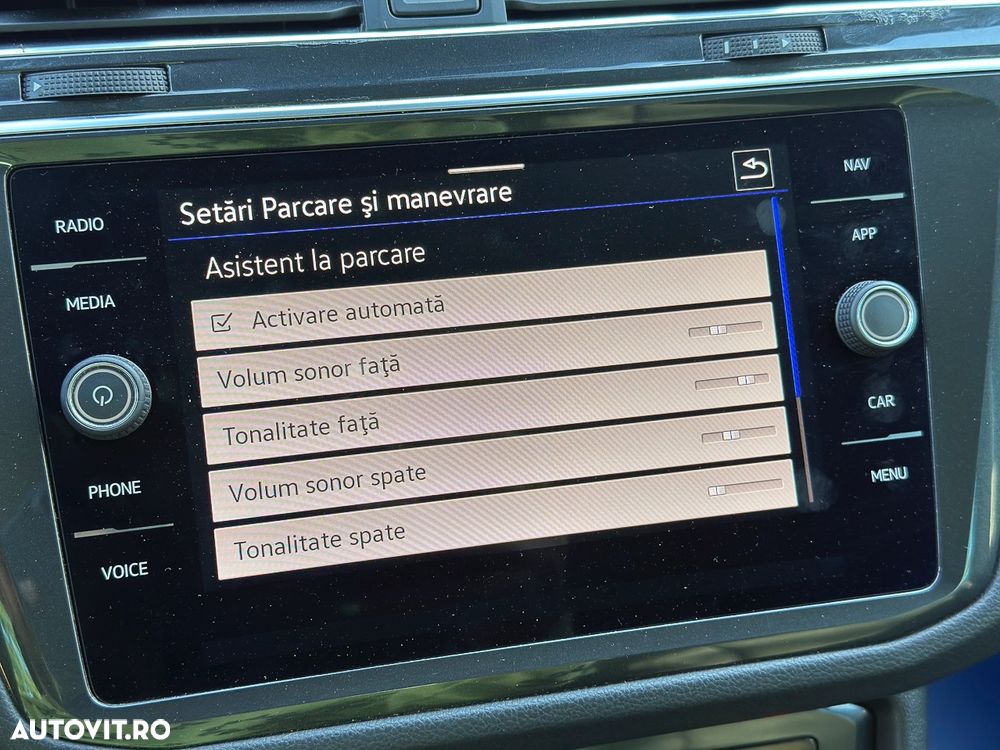 RADIO
MEDIA
PHONE
VOICE
Setări Parcare şi manevrare
Asistent la parcare
Activare automată
Volum sonor faţă
Tonalitate faţă
Volum sonor spate
Tonalitate spate
NAV
APP
CAR
MENU
AUTOVIT.RO